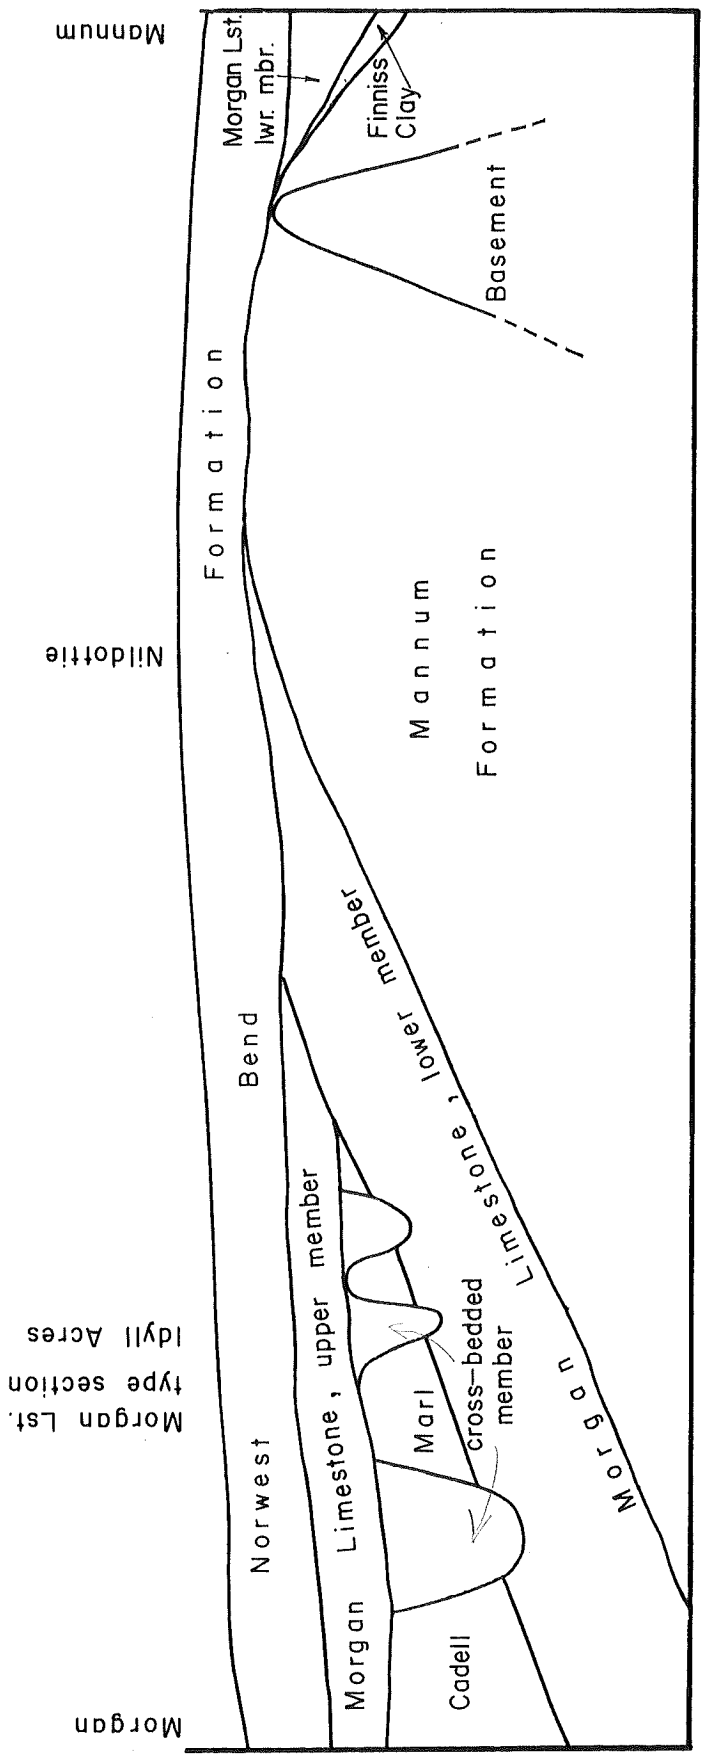 Morgan
Morgan Lst.
type section
Idyll Acres
Nildottie
Mannum
Norwest Bend Formation
Morgan Limestone, upper member
Cadell Marl
cross-bedded
member
Morgan Limestone, lower member
Mannum
Formation
Basement
Morgan Lst.
lwr. mbr.
Finniss
Clay